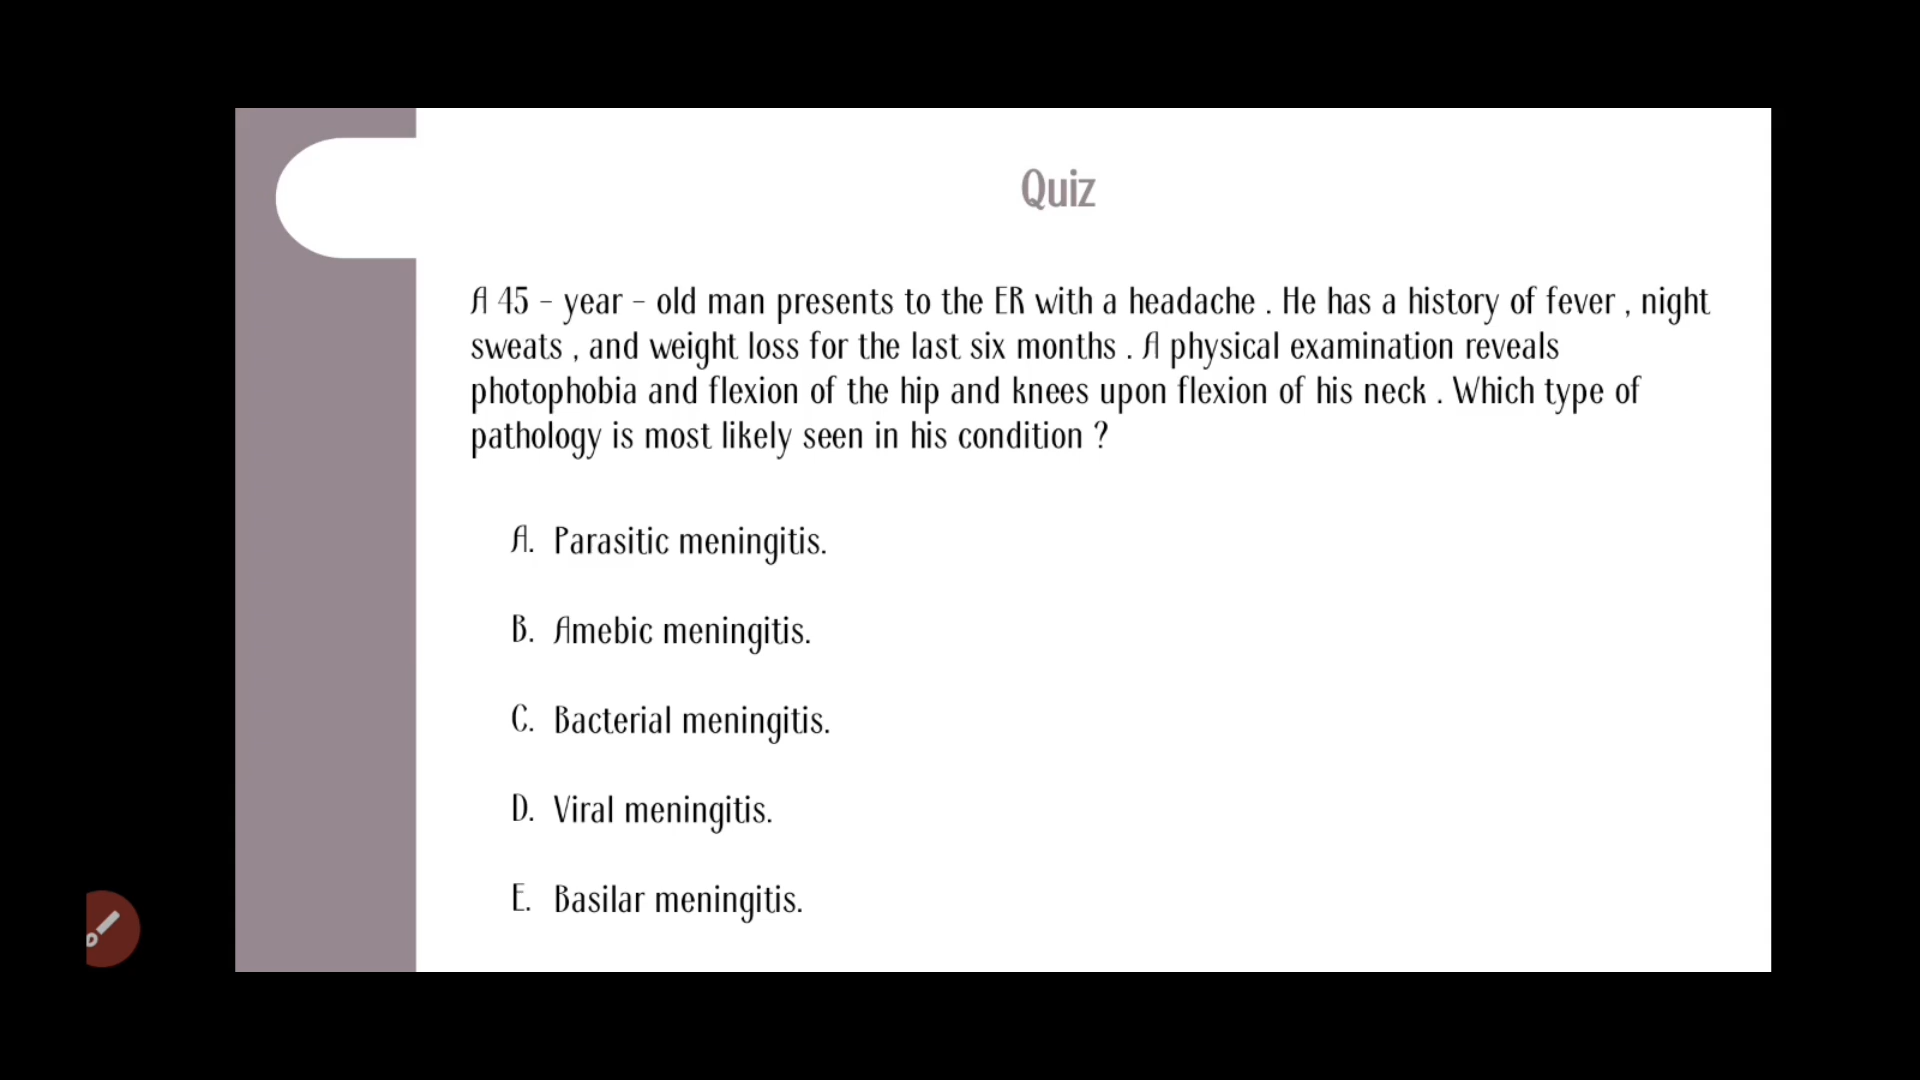 Quiz
A 45 - year - old man presents to the ER with a headache . He has a history of fever , night
sweats , and weight loss for the last six months . A physical examination reveals
photophobia and flexion of the hip and knees upon flexion of his neck . Which type of
pathology is most likely seen in his condition ?
A. Parasitic meningitis.
B. Amebic meningitis.
C. Bacterial meningitis.
D. Viral meningitis.
E. Basilar meningitis.